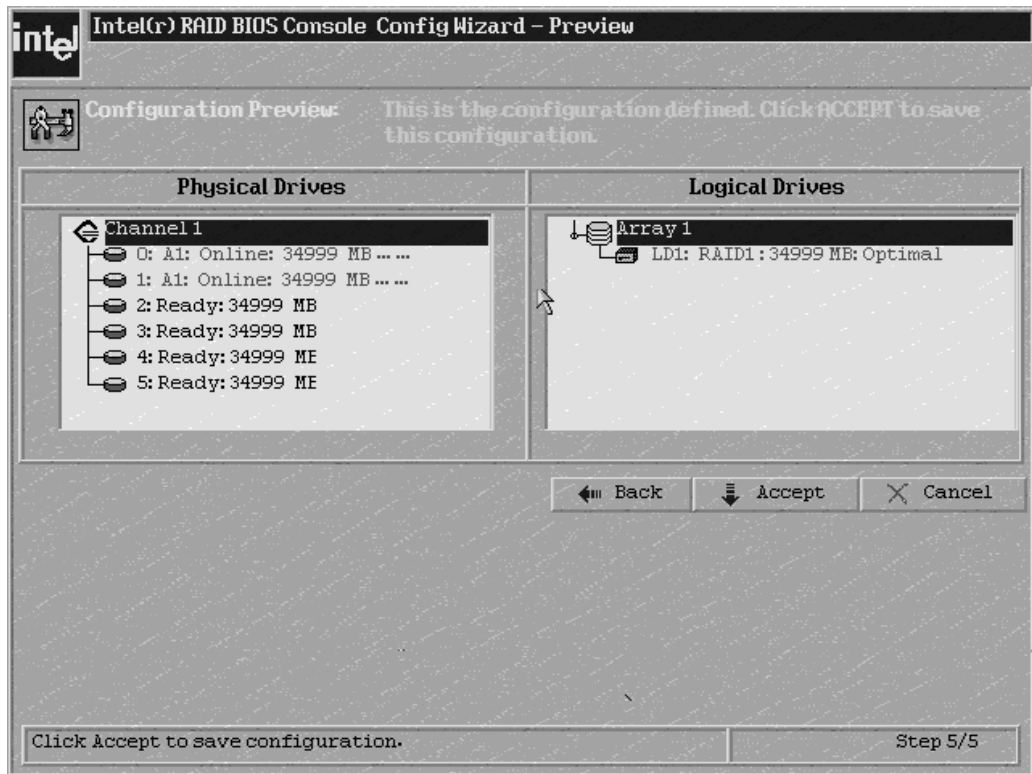 intel
Intel(r) RAID BIOS Console Config Wizard – Preview
Configuration Preview: This is the configuration defined. Click ACCEPT to save
this configuration.
Physical Drives
Channel 1
0: A1: Online: 34999 MB ... ...
1: A1: Online: 34999 MB ... ...
2: Ready: 34999 MB
3: Ready: 34999 MB
4: Ready: 34999 ME
5: Ready: 34999 ME
Logical Drives
Array 1
LD1: RAID1 : 34999 MB: Optimal
Back
Accept
Cancel
Click Accept to save configuration.
Step 5/5